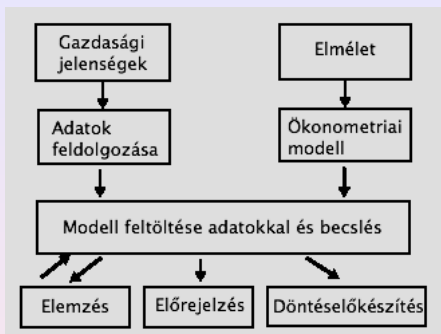 Gazdasági
jelenségek
Elmélet
Adatok
feldolgozása
Ökonometriai
modell
Modell feltöltése adatokkal és becslés
Elemzés
Előrejelzés
Döntéselőkészítés